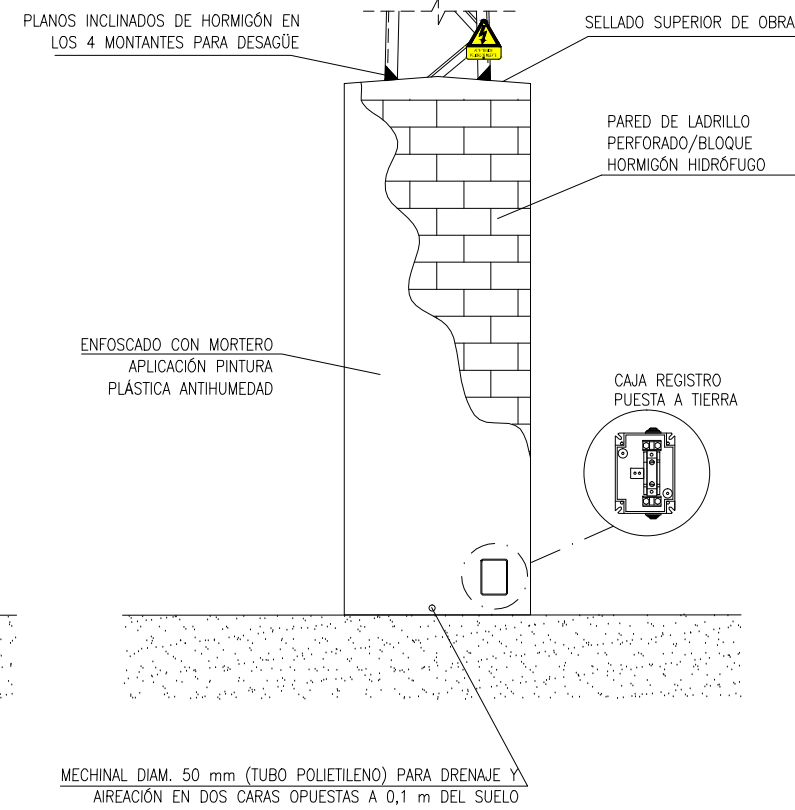 PLANOS INCLINADOS DE HORMIGÓN EN
LOS 4 MONTANTES PARA DESAGÜE
SELLADO SUPERIOR DE OBRA
PARED DE LADRILLO
PERFORADO/BLOQUE
HORMIGÓN HIDRÓFUGO
ENFOSCADO CON MORTERO
APLICACIÓN PINTURA
PLÁSTICA ANTIHUMEDAD
CAJA REGISTRO
PUESTA A TIERRA
MECHINAL DIAM. 50 mm (TUBO POLIETILENO) PARA DRENAJE Y
AIREACIÓN EN DOS CARAS OPUESTAS A 0,1 m DEL SUELO